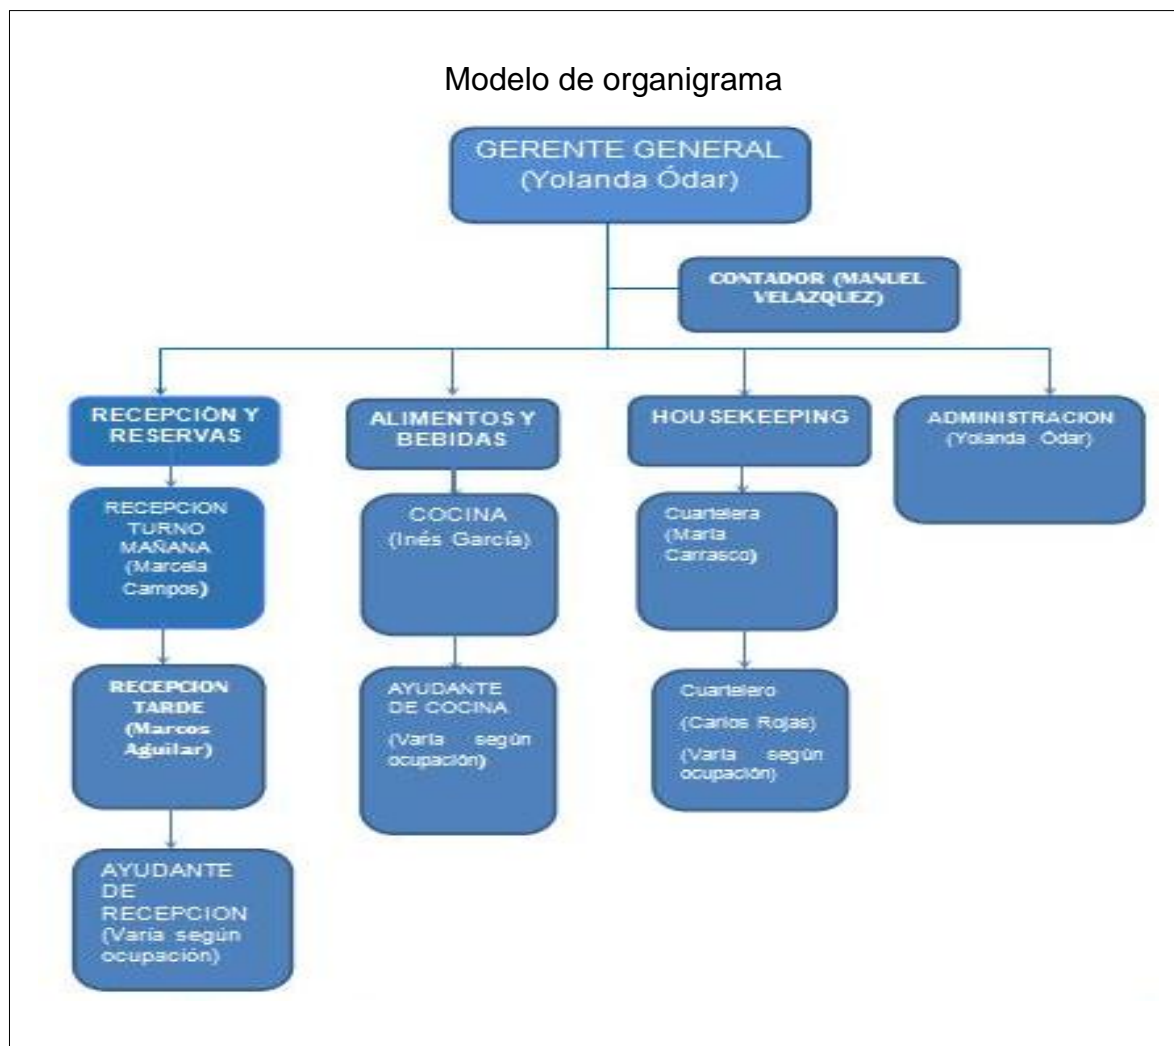 Modelo de organigrama
GERENTE GENERAL
(Yolanda Ódar)
CONTADOR (MANUEL
VELAZQUEZ)
RECEPCIÓN Y
RESERVAS
ALIMENTOS Y
BEBIDAS
HOUSEKEEPING
ADMINISTRACION
(Yolanda Ódar)
RECEPCION
TURNO
MAÑANA
(Marcela
Campos)
COCINA
(Inés García)
Cuartelera
(María
Carrasco)
RECEPCION
TARDE
(Marcos
Aguilar)
AYUDANTE
DE COCINA
(Varía según
ocupación)
Cuartelero
(Carlos Rojas)
(Varía según
ocupación)
AYUDANTE
DE
RECEPCION
(Varía según
ocupación)